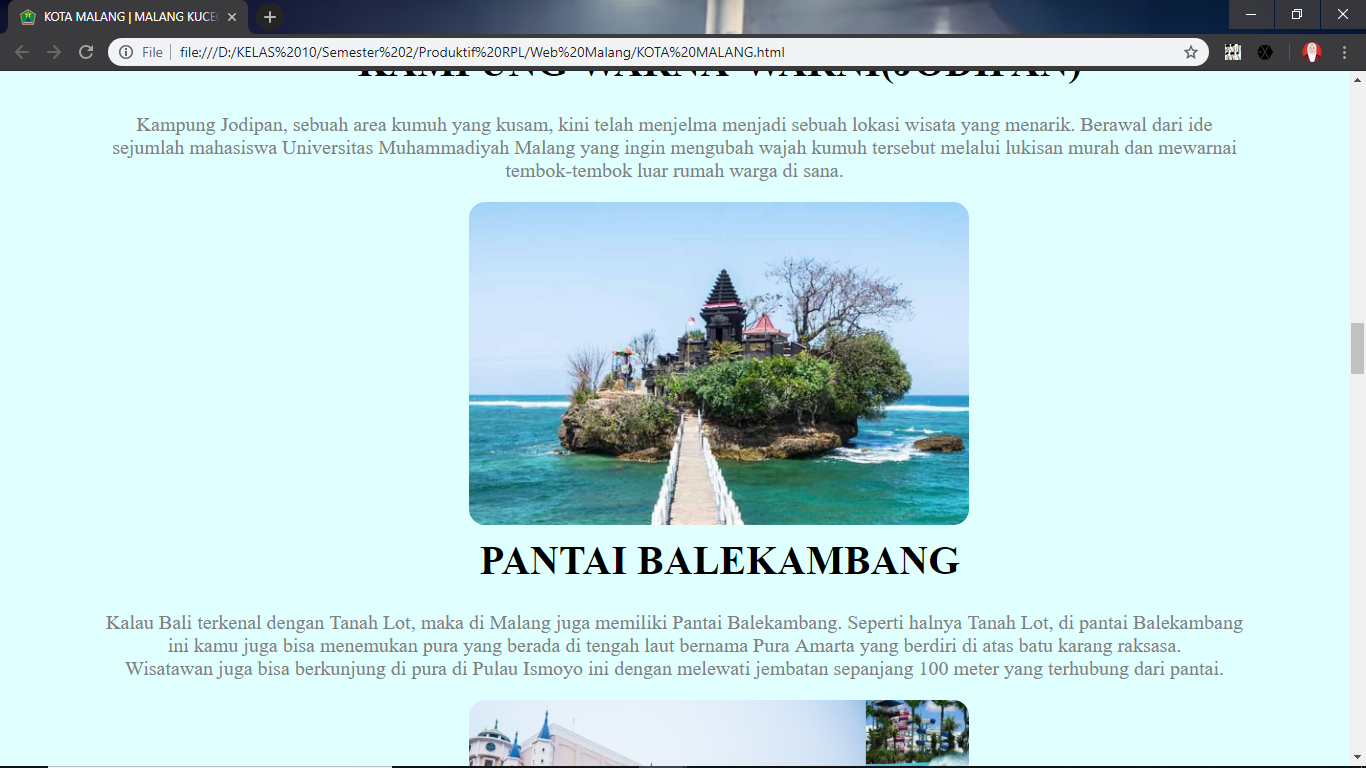 KOTA MALANG | MALANG KUCE
File
file:///D:/KELAS%2010/Semester%202/Produktif%20RPL/Web%20Malang/KOTA%20MALANG.html
KAMPUNG WARNA-WARNI(JODIPAN)
Kampung Jodipan, sebuah area kumuh yang kusam, kini telah menjelma menjadi sebuah lokasi wisata yang menarik. Berawal dari ide
sejumlah mahasiswa Universitas Muhammadiyah Malang yang ingin mengubah wajah kumuh tersebut melalui lukisan murah dan mewarnai
tembok-tembok luar rumah warga di sana.
PANTAI BALEKAMBANG
Kalau Bali terkenal dengan Tanah Lot, maka di Malang juga memiliki Pantai Balekambang. Seperti halnya Tanah Lot, di pantai Balekambang
ini kamu juga bisa menemukan pura yang berada di tengah laut bernama Pura Amarta yang berdiri di atas batu karang raksasa.
Wisatawan juga bisa berkunjung di pura di Pulau Ismoyo ini dengan melewati jembatan sepanjang 100 meter yang terhubung dari pantai.